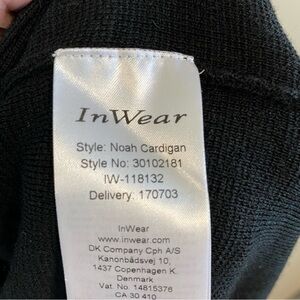 InWear
Style: Noah Cardigan
Style No: 30102181
IW-118132
Delivery: 170703
InWear
www.inwear.com
DK Company Cph A/S
Kanonbådsvej 10,
1437 Copenhagen K.
Denmark
Vat. No. 14815376
CA 30 410